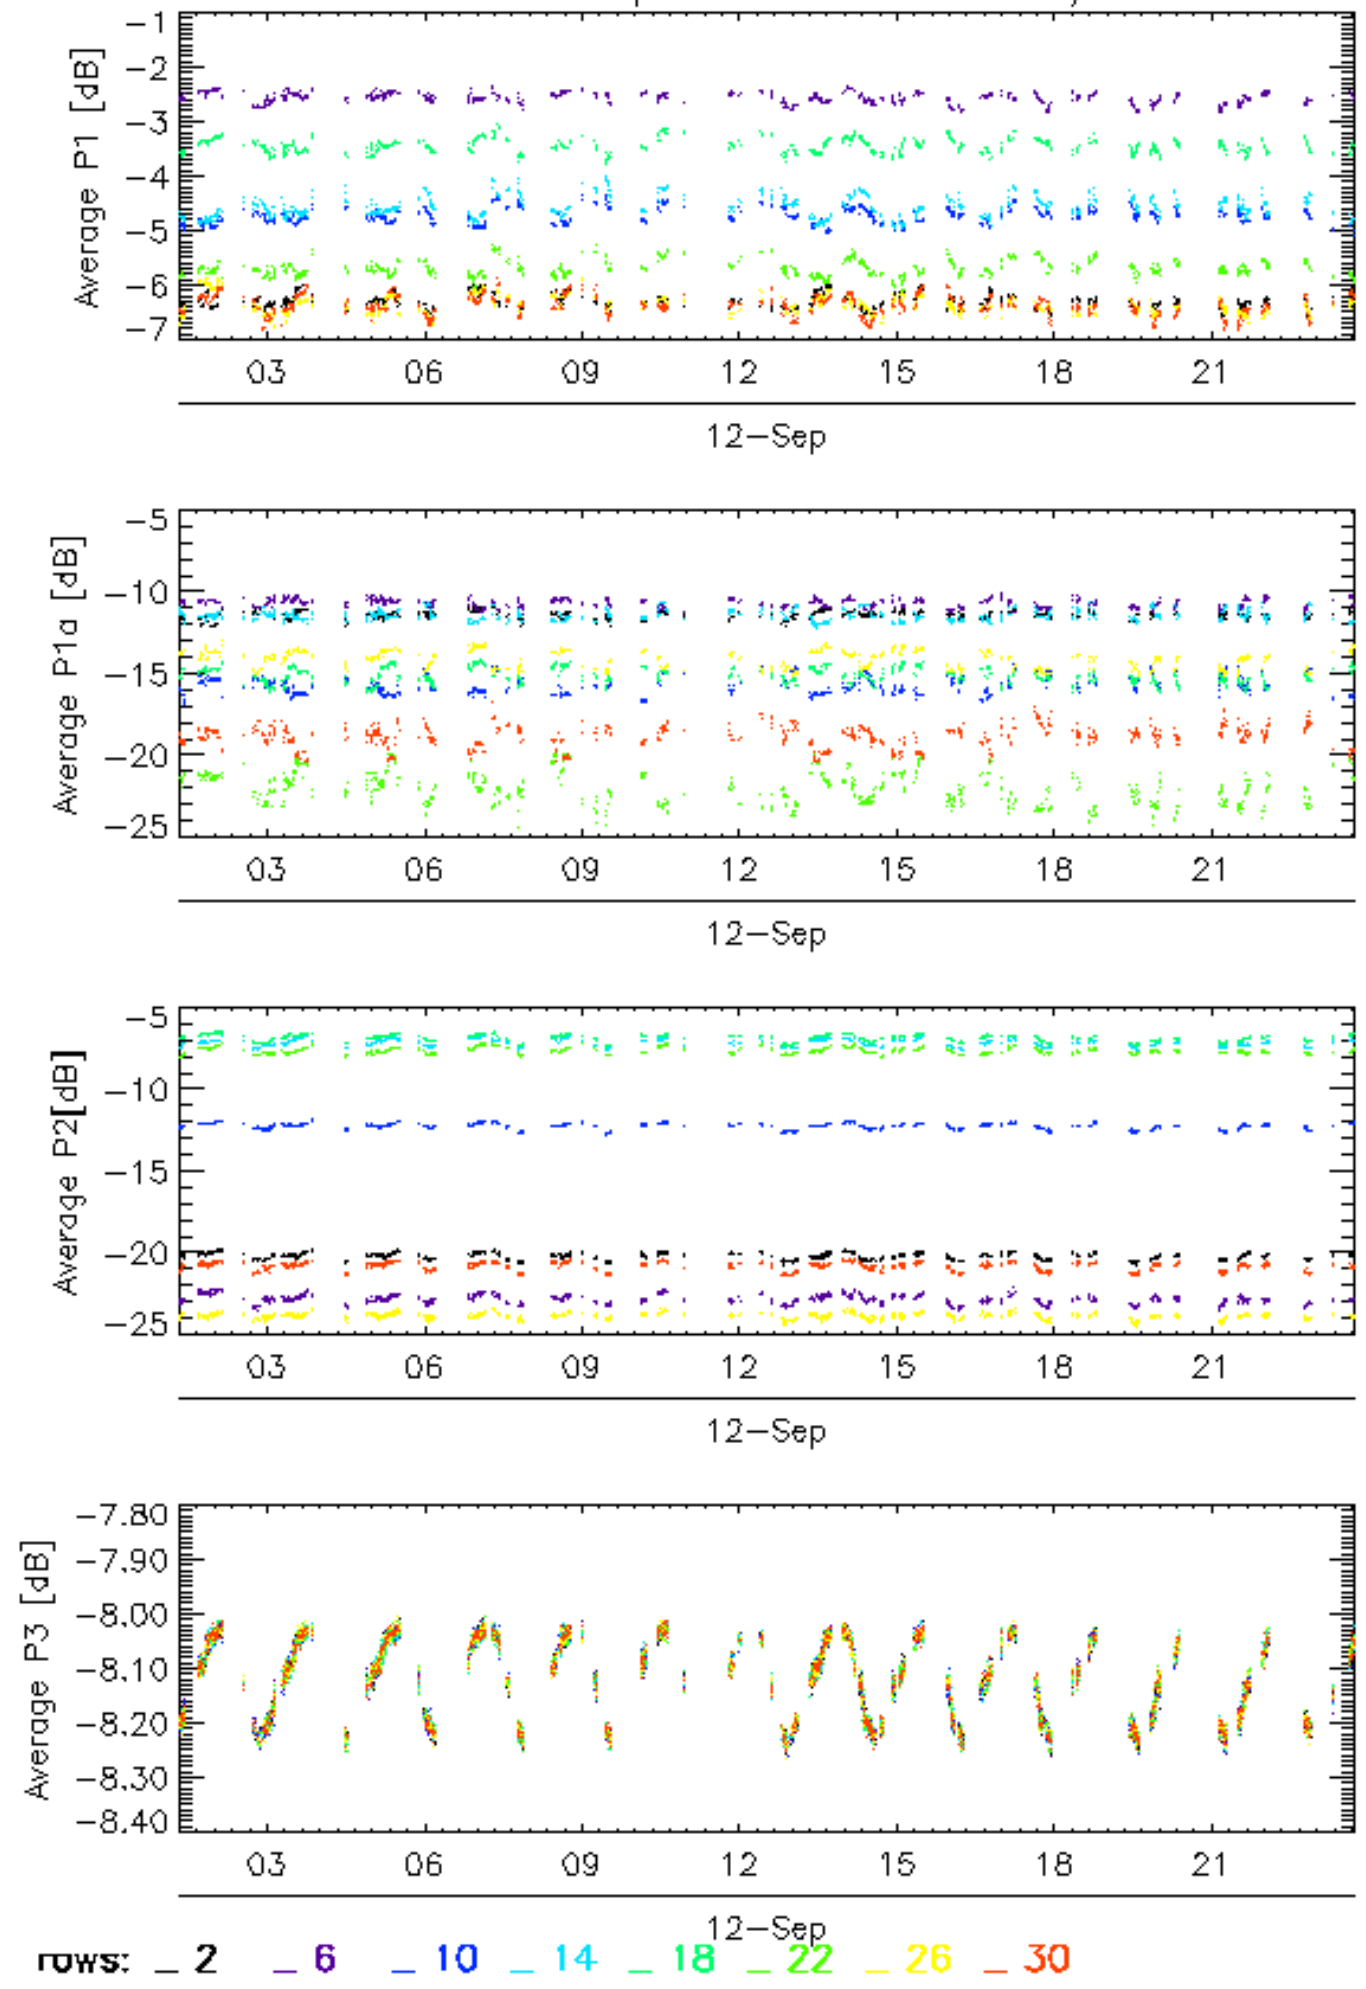 Average P1 [dB]
-1
-2
-3
-4
-5
-6
-7
03 06 09 12 15 18 21
12-Sep
Average P1a [dB]
-5
-10
-15
-20
-25
03 06 09 12 15 18 21
12-Sep
Average P2[dB]
-5
-10
-15
-20
-25
03 06 09 12 15 18 21
12-Sep
Average P3 [dB]
-7.80
-7.90
-8.00
-8.10
-8.20
-8.30
-8.40
03 06 09 12 15 18 21
12-Sep
rows: _ 2 _ 6 _ 10 _ 14 _ 18 _ 22 _ 26 _ 30